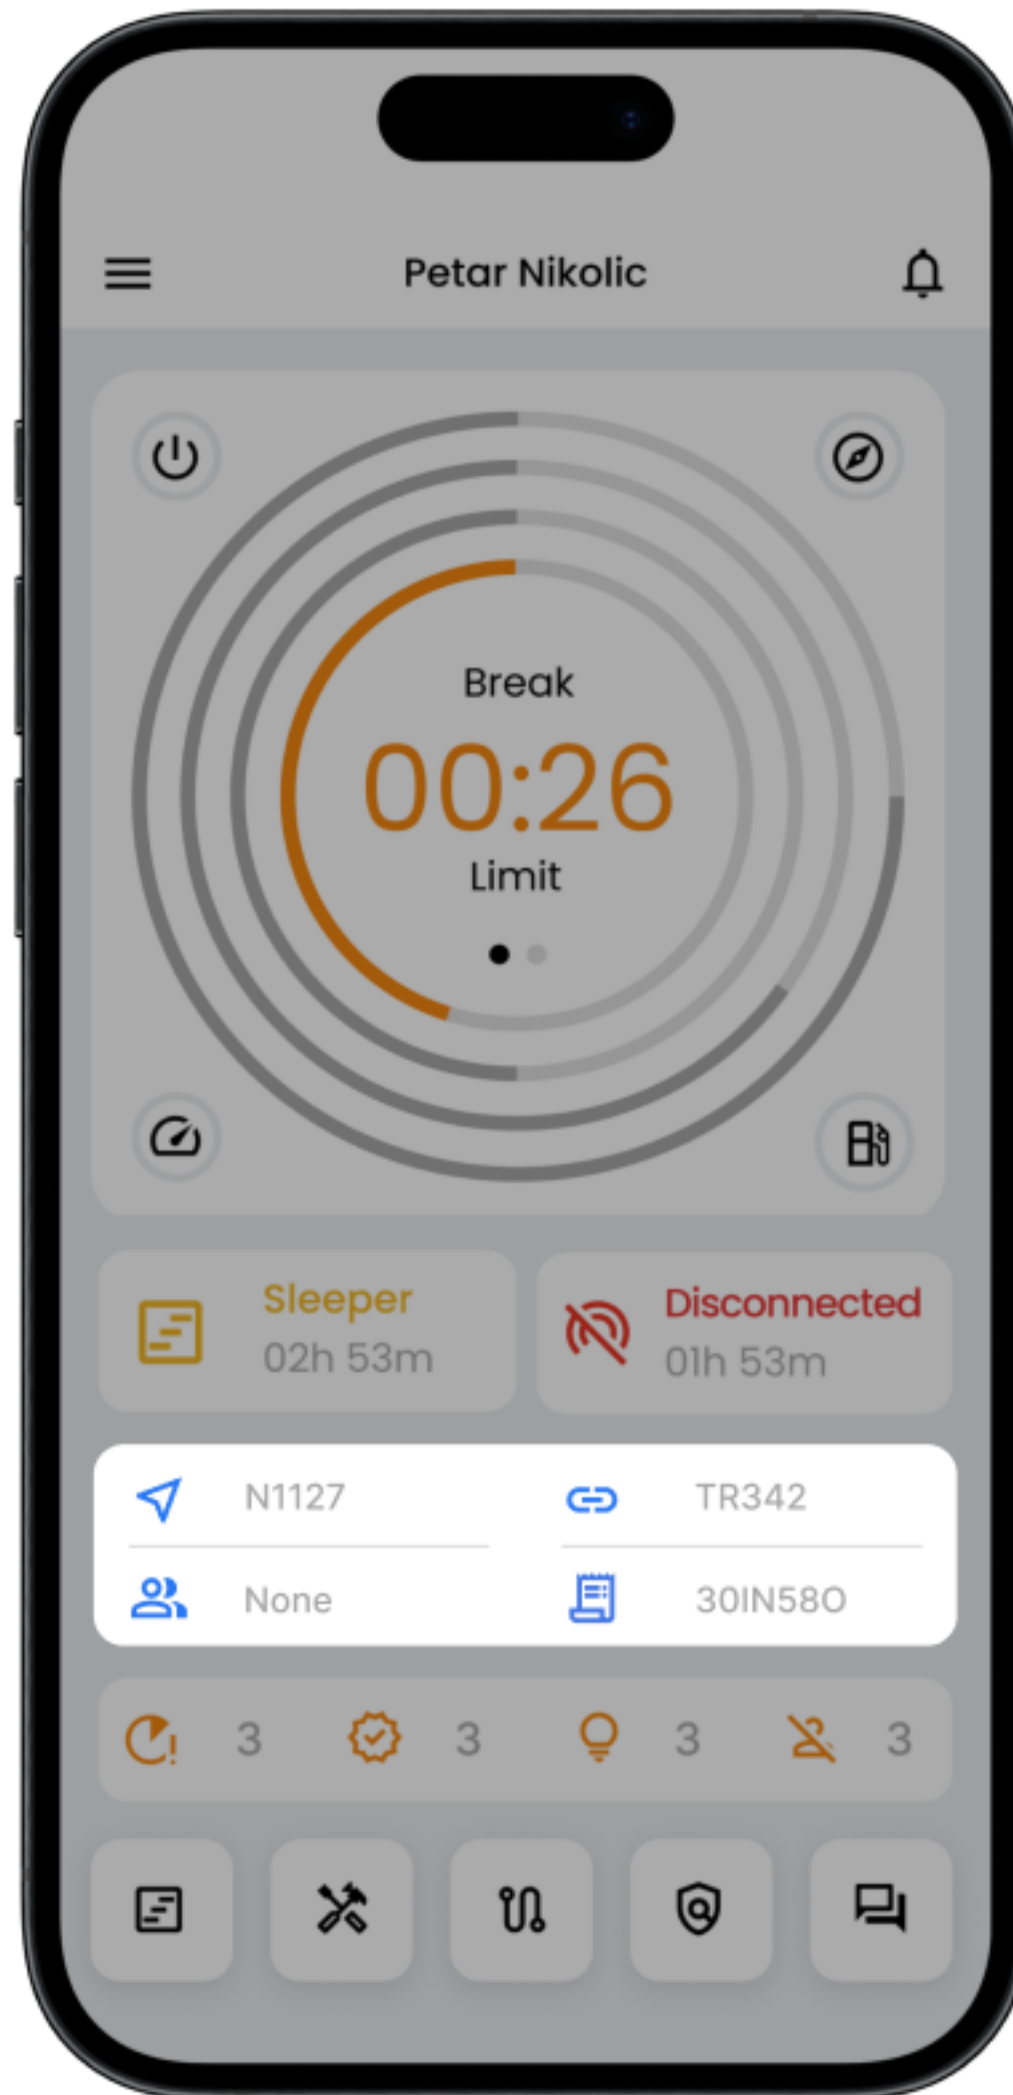 Petar Nikolic
Break
00:26
Limit
Sleeper
02h 53m
Disconnected
01h 53m
N1127
TR342
None
30IN58O
3
3
3
3